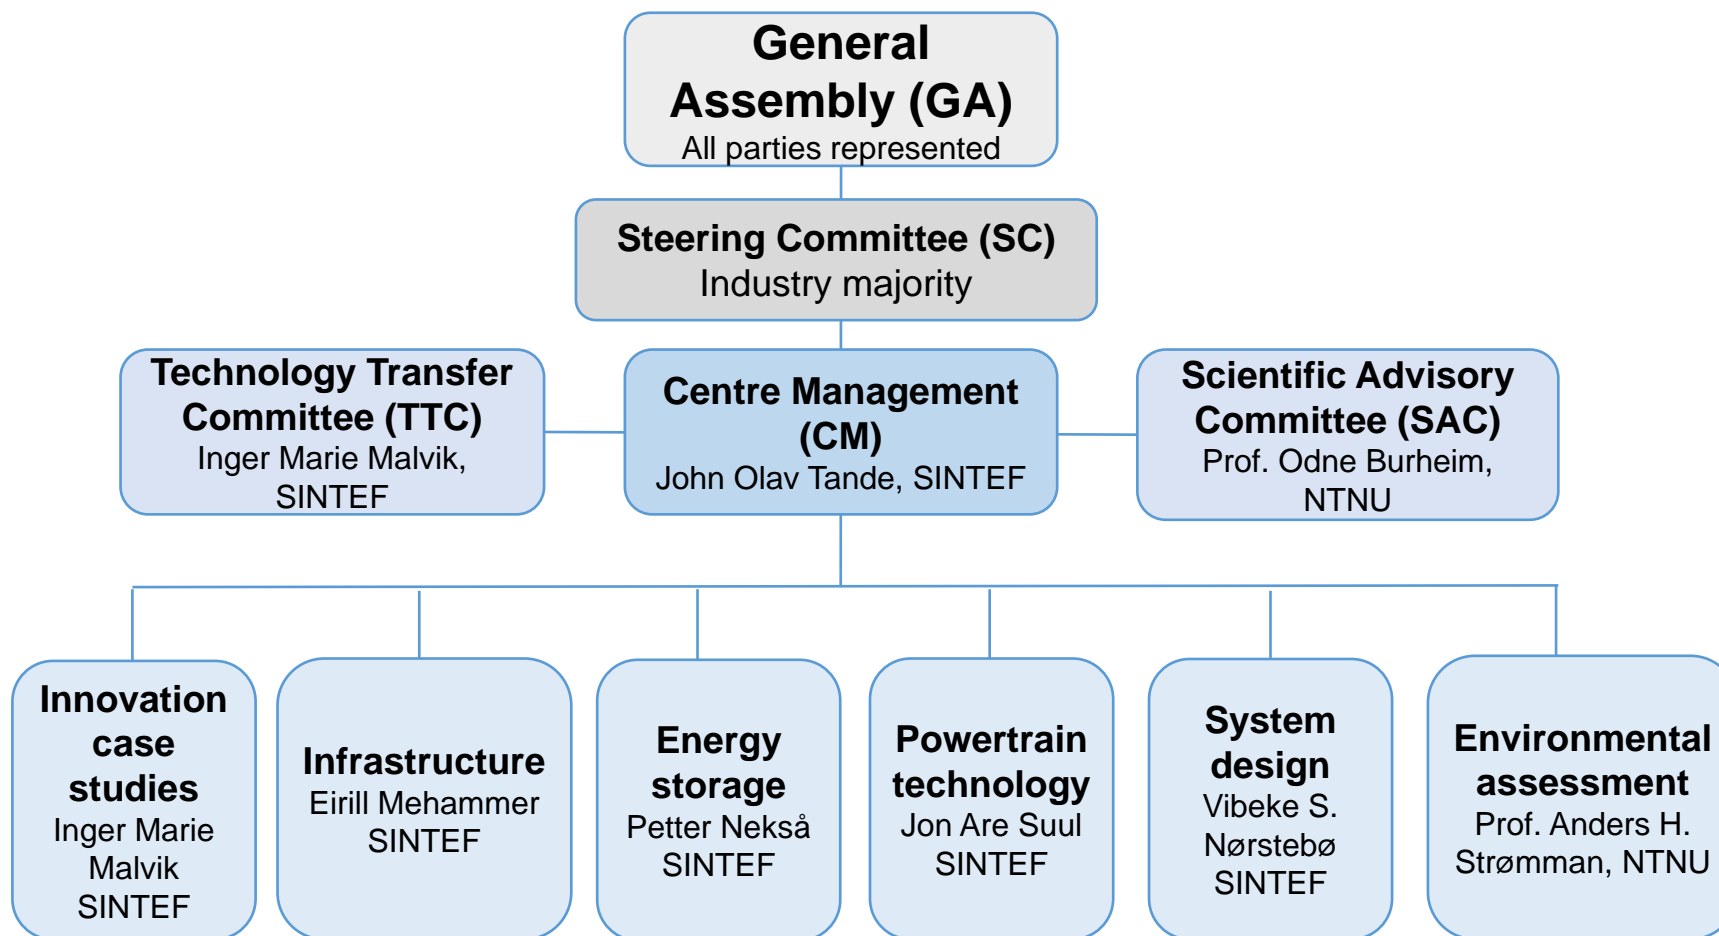 General
Assembly (GA)
All parties represented
Steering Committee (SC)
Industry majority
Technology Transfer
Committee (TTC)
Inger Marie Malvik,
SINTEF
Centre Management
(CM)
John Olav Tande, SINTEF
Scientific Advisory
Committee (SAC)
Prof. Odne Burheim,
NTNU
Innovation
case
studies
Inger Marie
Malvik
SINTEF
Infrastructure
Eirill Mehammer
SINTEF
Energy
storage
Petter Nekså
SINTEF
Powertrain
technology
Jon Are Suul
SINTEF
System
design
Vibeke S.
Nørstebø
SINTEF
Environmental
assessment
Prof. Anders H.
Strømman, NTNU